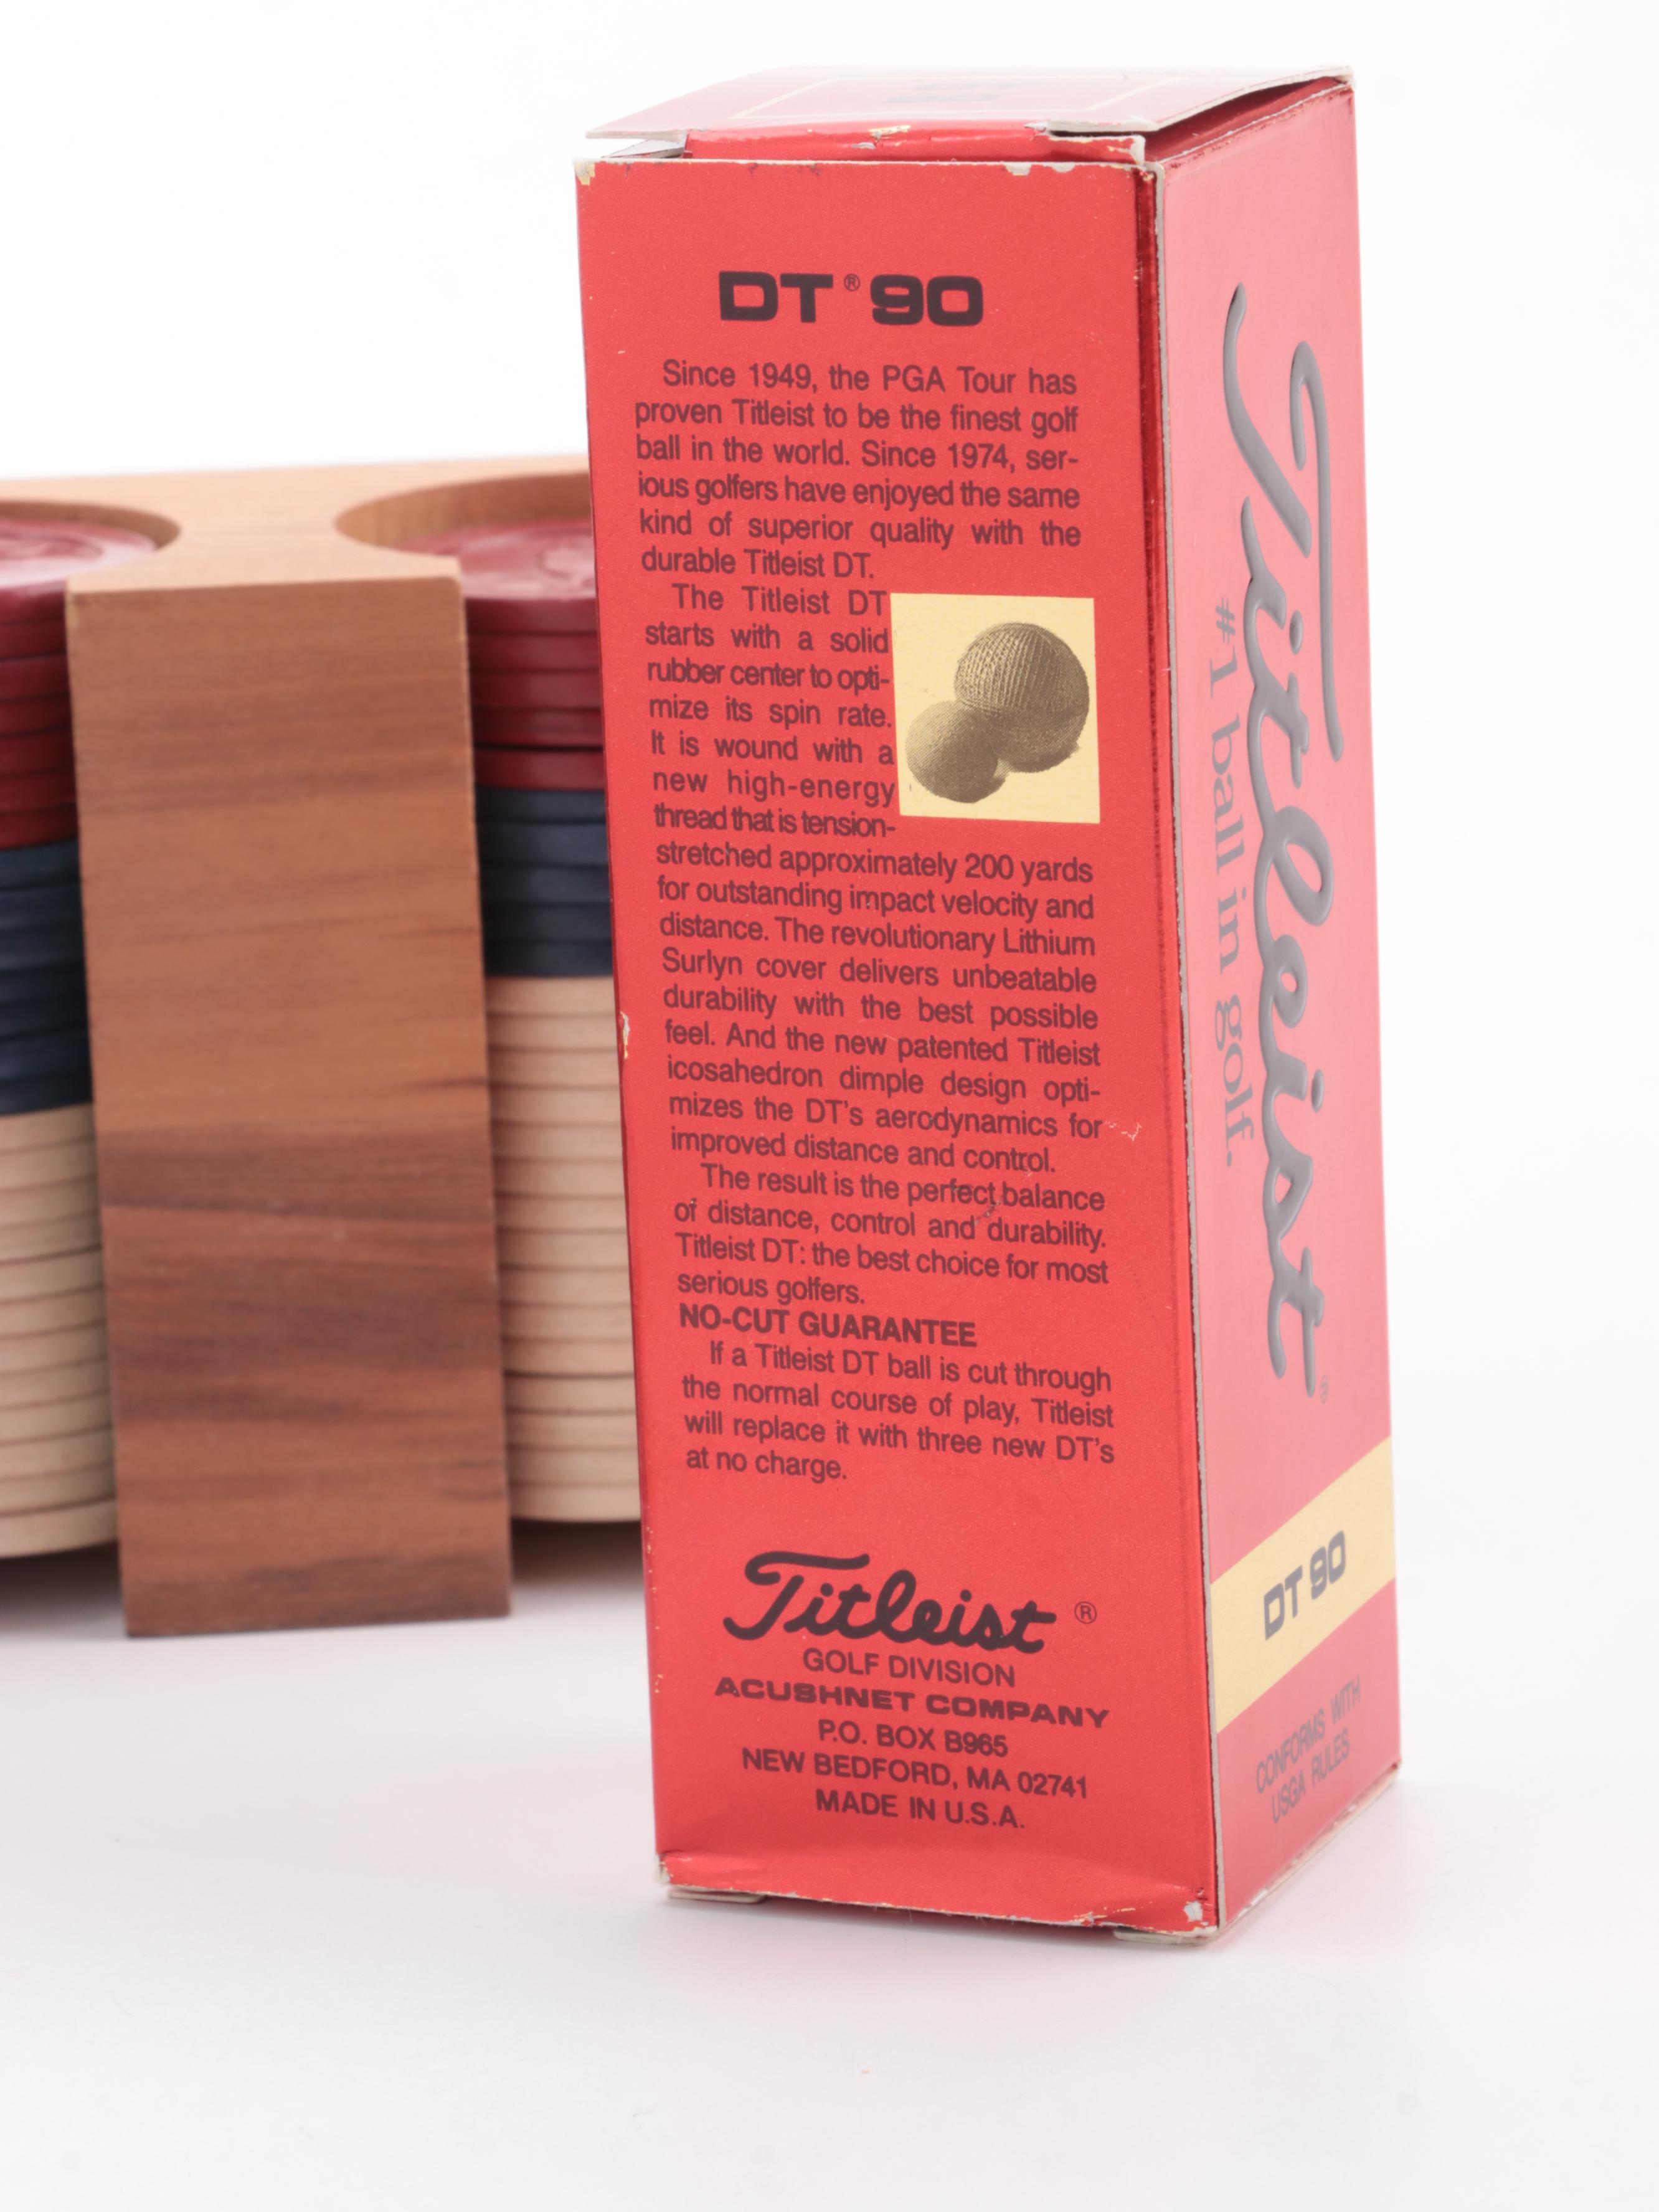 DT® 90
Since 1949, the PGA Tour has
proven Titleist to be the finest golf
ball in the world. Since 1974, ser-
ious golfers have enjoyed the same
kind of superior quality with the
durable Titleist DT.
The Titleist DT
starts with a solid
rubber center to opti-
mize its spin rate.
It is wound with a
new high-energy
thread that is tension-
stretched approximately 200 yards
for outstanding impact velocity and
distance. The revolutionary Lithium
Surlyn cover delivers unbeatable
durability with the best possible
feel. And the new patented Titleist
icosahedron dimple design opti-
mizes the DT's aerodynamics for
improved distance and control.
The result is the perfect balance
of distance, control and durability.
Titleist DT: the best choice for most
serious golfers.
NO-CUT GUARANTEE
If a Titleist DT ball is cut through
the normal course of play, Titleist
will replace it with three new DT's
at no charge.
Titleist®
GOLF DIVISION
ACUSHNET COMPANY
P.O. BOX B965
NEW BEDFORD, MA 02741
MADE IN U.S.A.
Titleist®
#1 ball in golf.
DT 90
CONFORMS WITH
USGA RULES